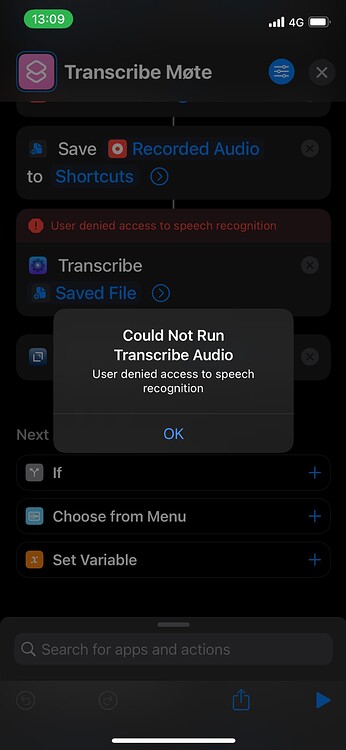 13:09
4G
Transcribe Møte
Save Recorded Audio
to Shortcuts
User denied access to speech recognition
Transcribe
Saved File
Could Not Run
Transcribe Audio
User denied access to speech
recognition
OK
Next
If
Choose from Menu
Set Variable
Search for apps and actions